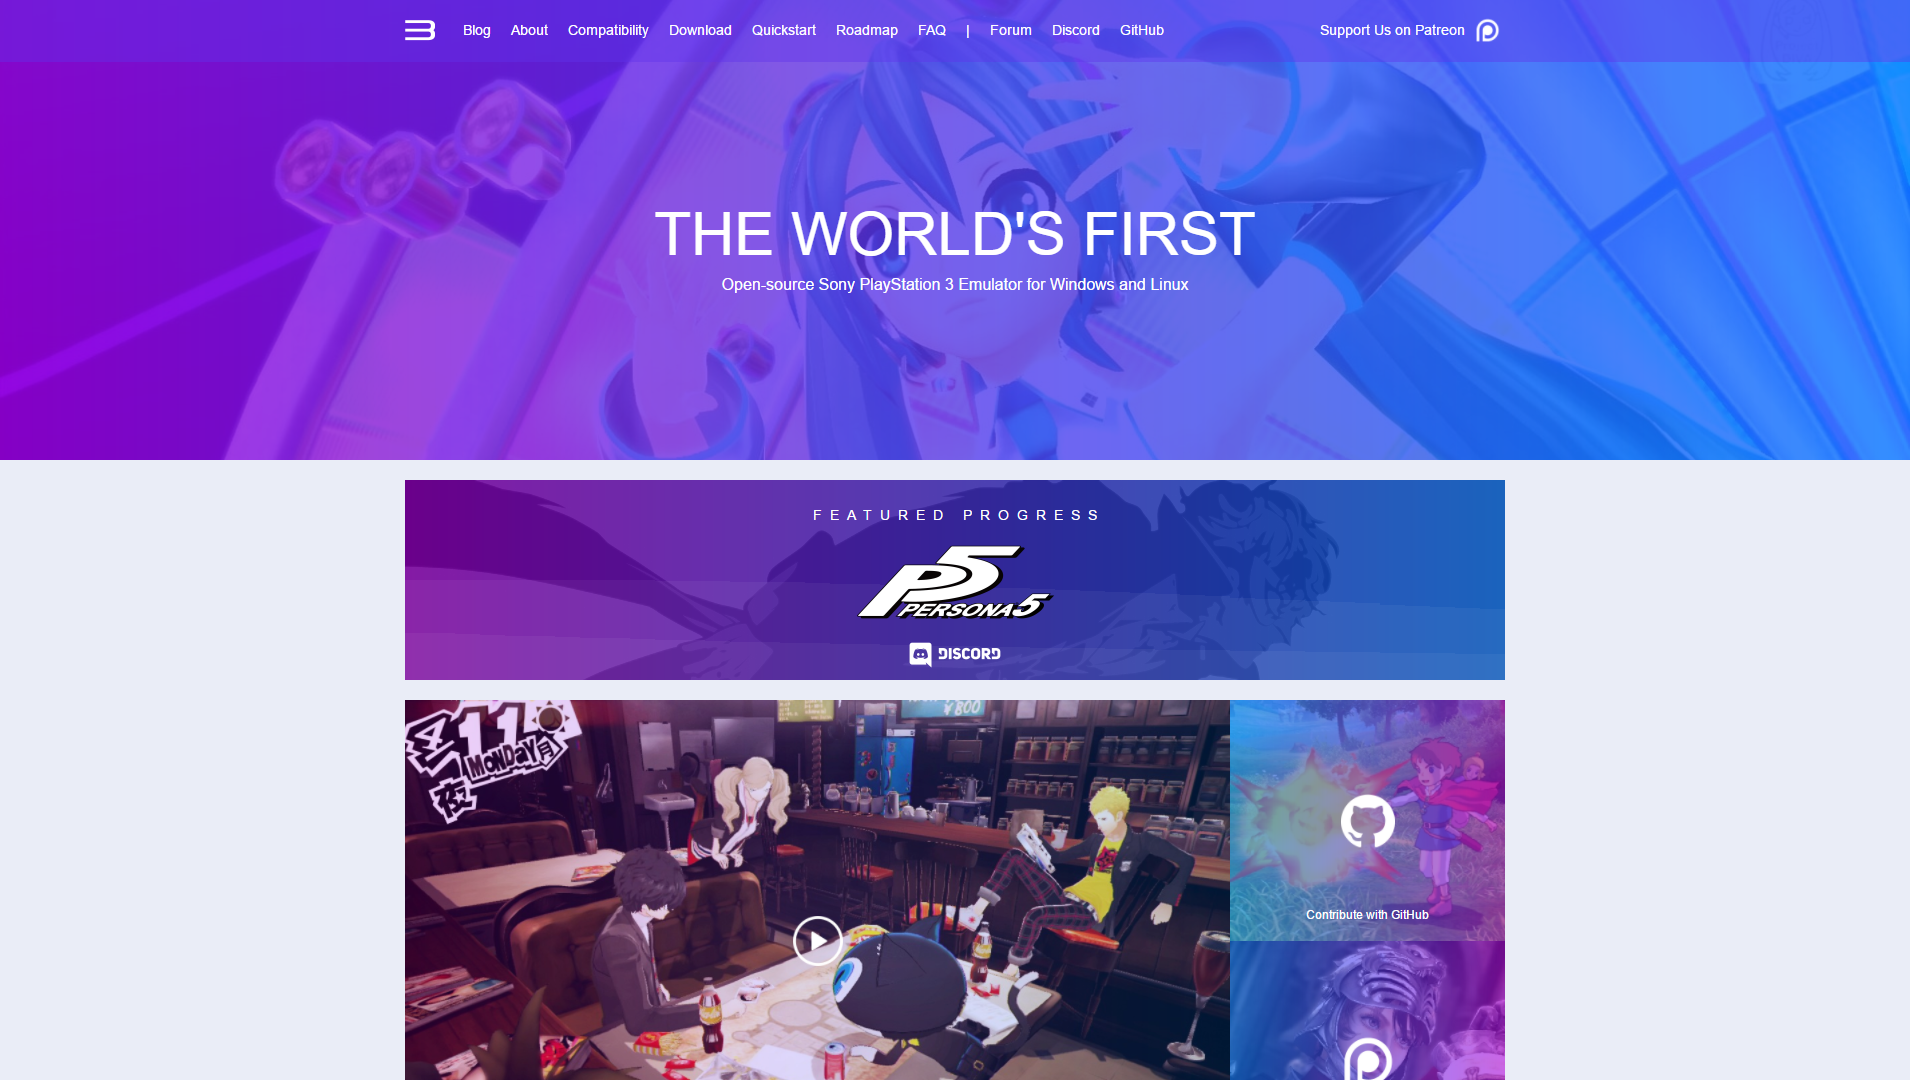 Blog About Compatibility Download Quickstart Roadmap FAQ | Forum Discord GitHub Support Us on Patreon
THE WORLD'S FIRST
Open-source Sony PlayStation 3 Emulator for Windows and Linux
FEATURED PROGRESS
P5
PERSONA5
DISCORD
11
MONDAY
夜
¥800
Contribute with GitHub